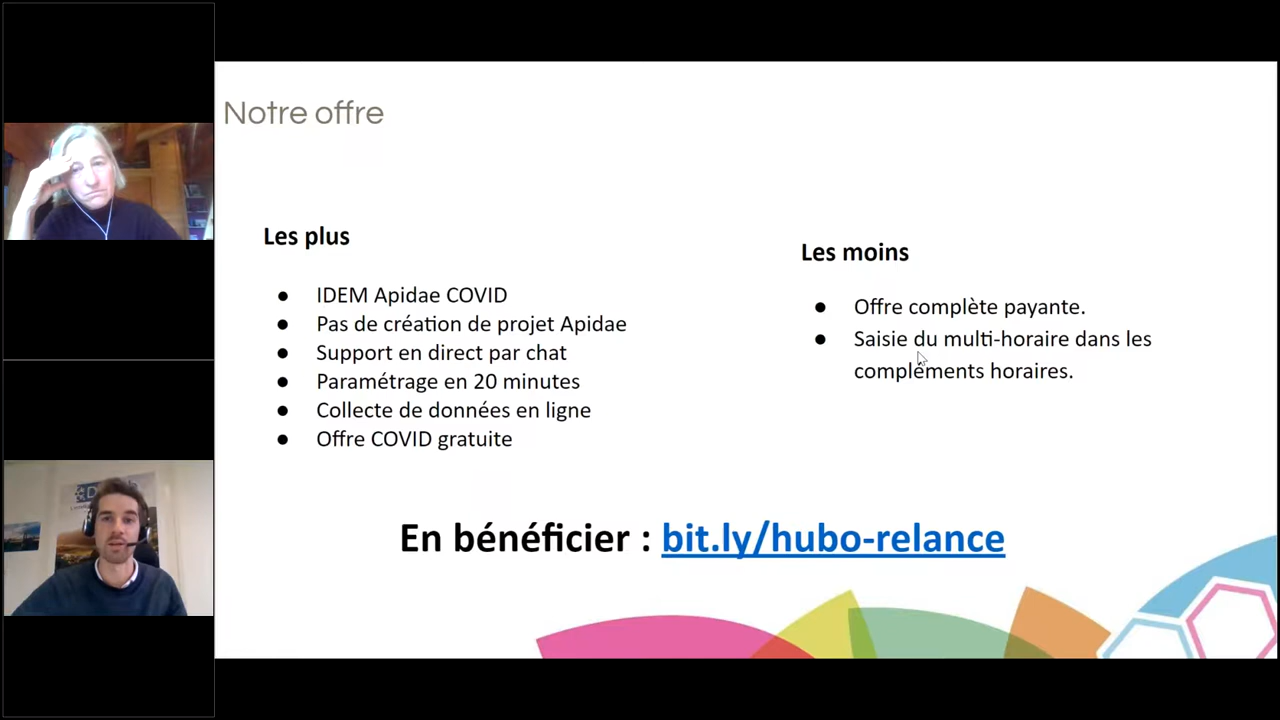 Notre offre
Les plus
● IDEM Apidae COVID
● Pas de création de projet Apidae
● Support en direct par chat
● Paramétrage en 20 minutes
● Collecte de données en ligne
● Offre COVID gratuite
Les moins
● Offre complète payante.
● Saisie du multi-horaire dans les
compléments horaires.
En bénéficier : bit.ly/hubo-relance